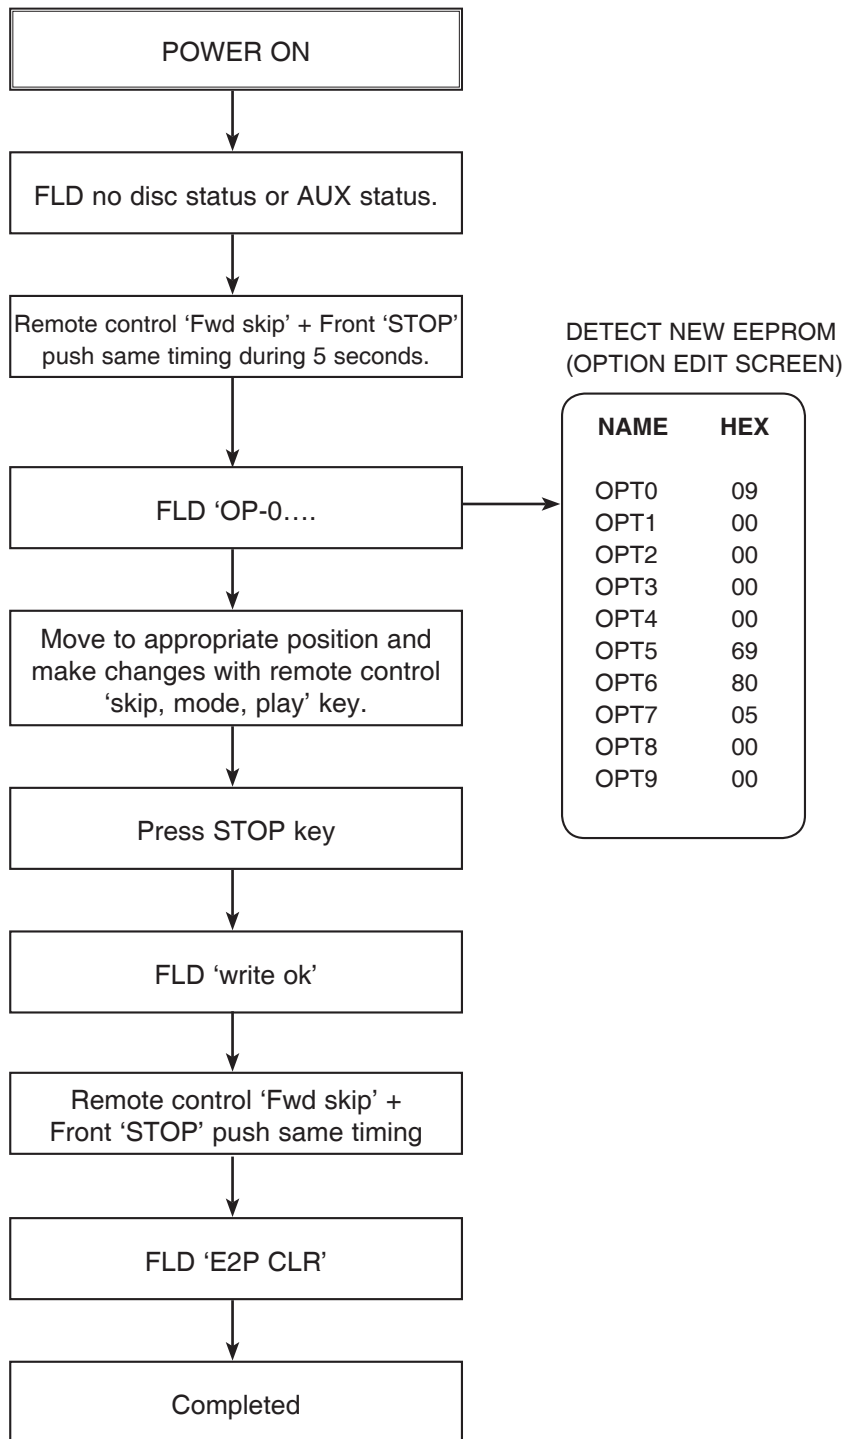 POWER ON
FLD no disc status or AUX status.
Remote control ‘Fwd skip’ + Front ‘STOP’
push same timing during 5 seconds.
FLD ‘OP-0....
DETECT NEW EEPROM
(OPTION EDIT SCREEN)
NAME HEX
OPT0 09
OPT1 00
OPT2 00
OPT3 00
OPT4 00
OPT5 69
OPT6 80
OPT7 05
OPT8 00
OPT9 00
Move to appropriate position and
make changes with remote control
‘skip, mode, play’ key.
Press STOP key
FLD ‘write ok’
Remote control ‘Fwd skip’ +
Front ‘STOP’ push same timing
FLD ‘E2P CLR’
Completed